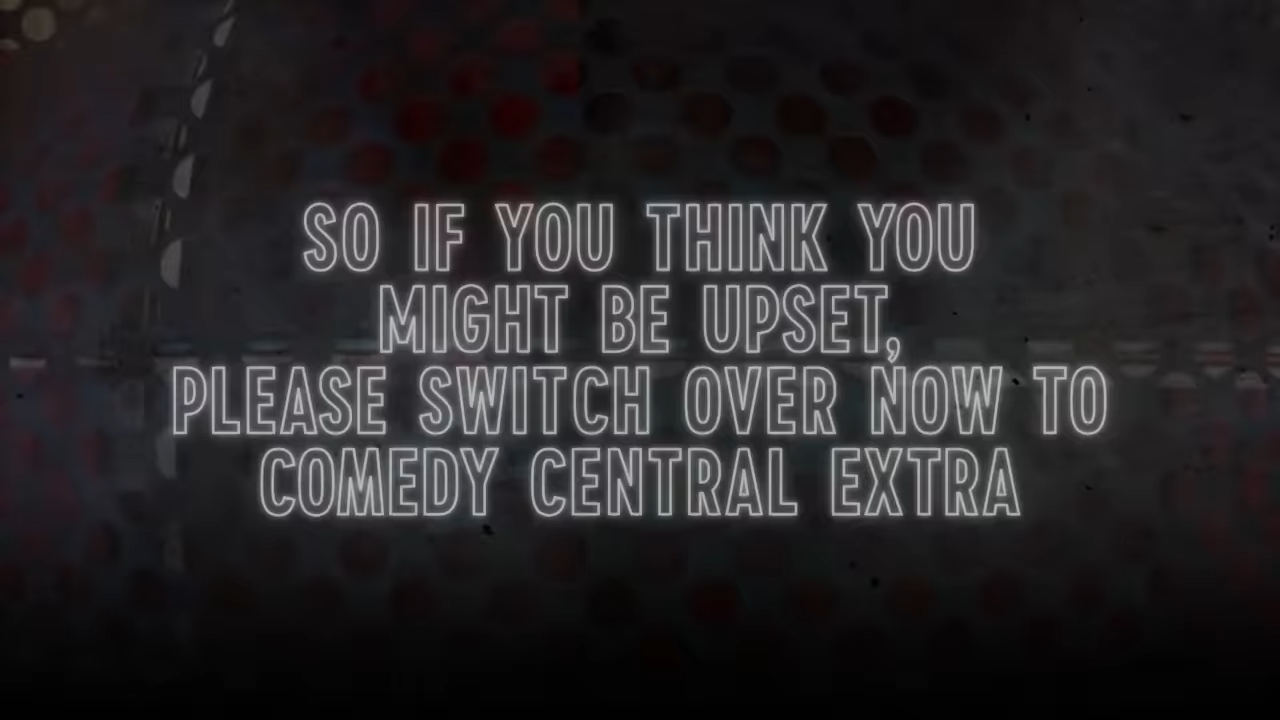 SO IF YOU THINK YOU
MIGHT BE UPSET,
PLEASE SWITCH OVER NOW TO
COMEDY CENTRAL EXTRA